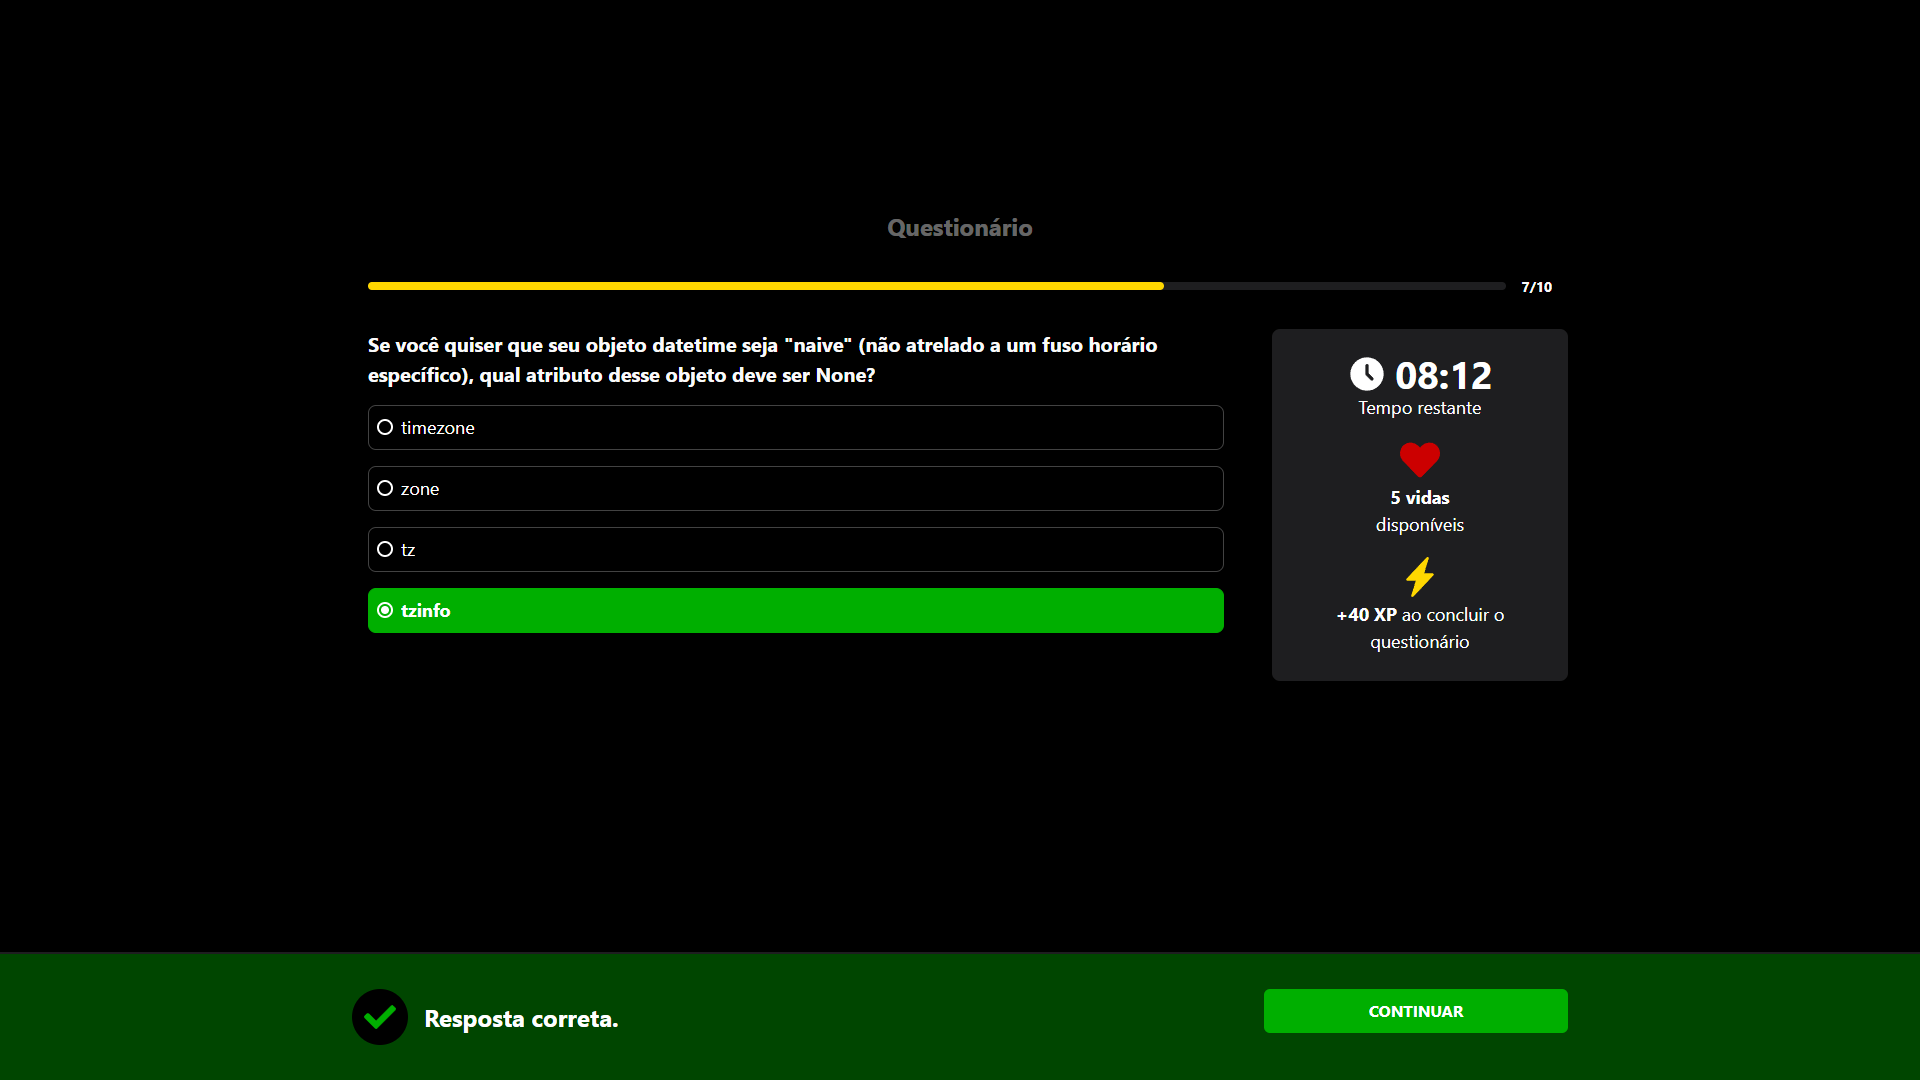 Questionário
7/10
Se você quiser que seu objeto datetime seja "naive" (não atrelado a um fuso horário
específico), qual atributo desse objeto deve ser None?
timezone
zone
tz
tzinfo
08:12
Tempo restante
5 vidas
disponíveis
+40 XP ao concluir o
questionário
Resposta correta.
CONTINUAR